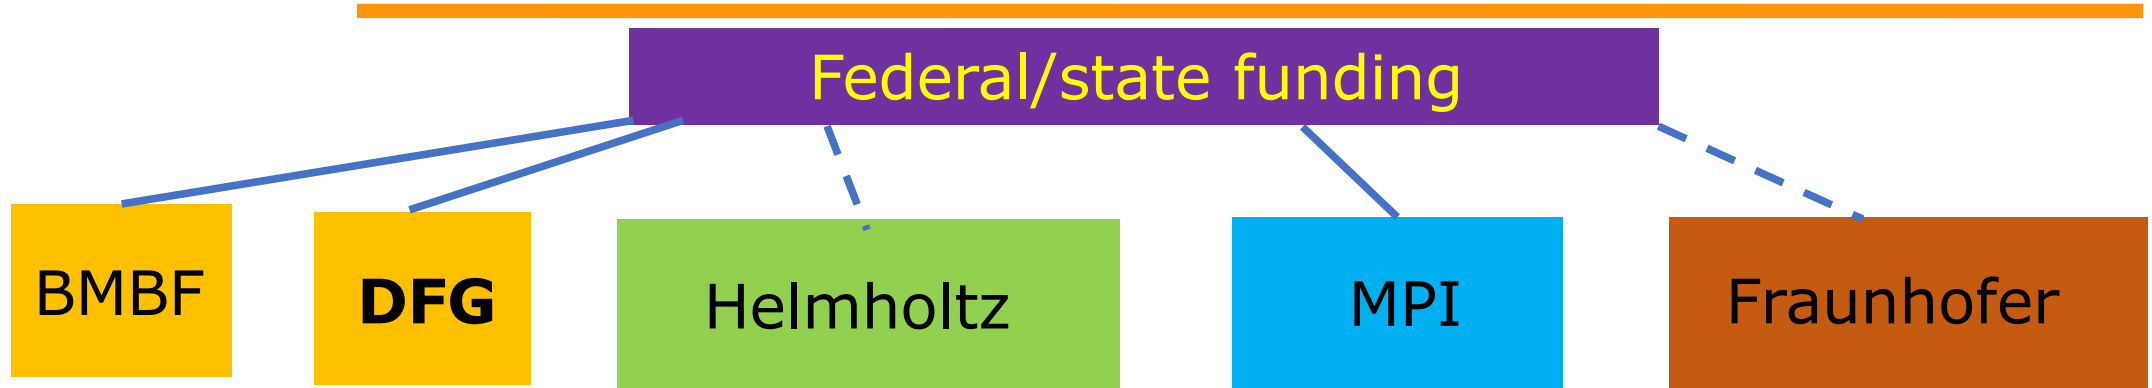 Federal/state funding
BMBF
DFG
Helmholtz
MPI
Fraunhofer